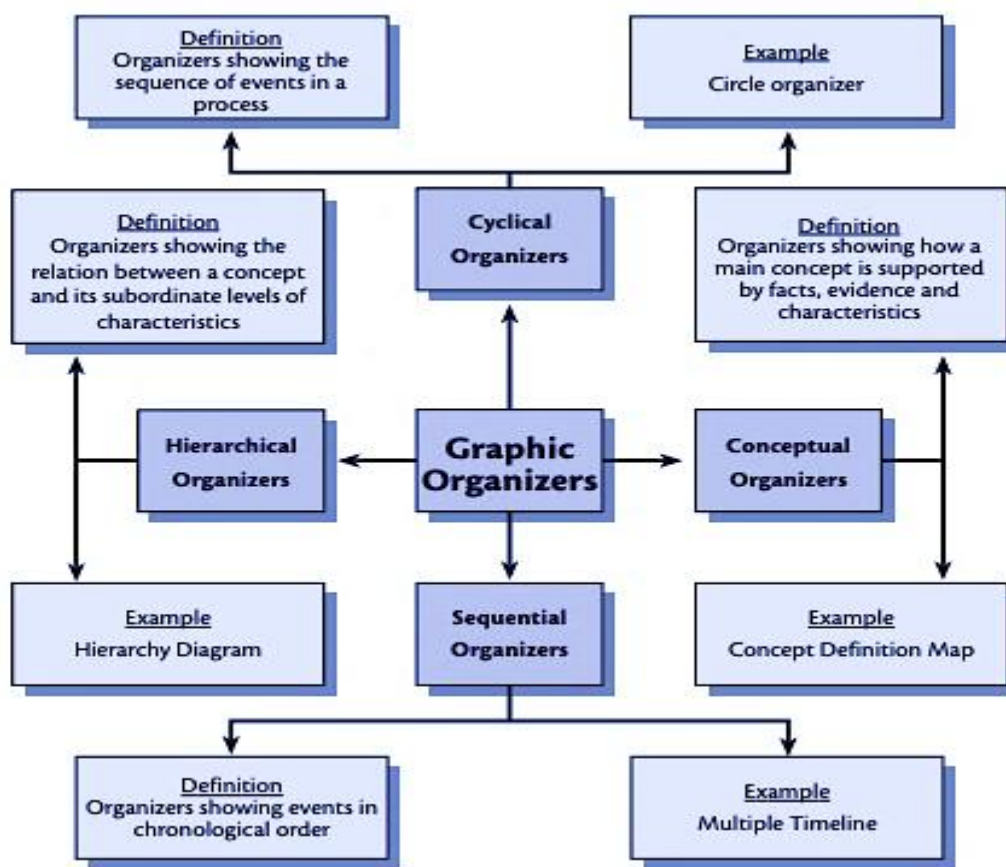 Definition
Organizers showing the
sequence of events in a
process
Example
Circle organizer
Cyclical
Organizers
Definition
Organizers showing the
relation between a concept
and its subordinate levels of
characteristics
Definition
Organizers showing how a
main concept is supported
by facts, evidence and
characteristics
Hierarchical
Organizers
Graphic
Organizers
Conceptual
Organizers
Example
Hierarchy Diagram
Sequential
Organizers
Example
Concept Definition Map
Definition
Organizers showing events in
chronological order
Example
Multiple Timeline